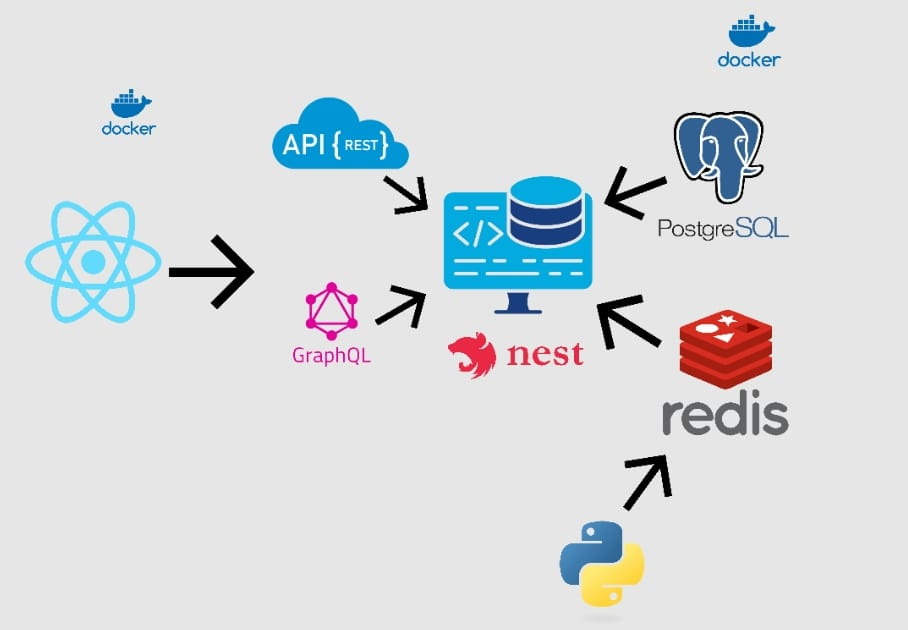 docker
docker
API {REST}
</>
PostgreSQL
GraphQL
nest
redis